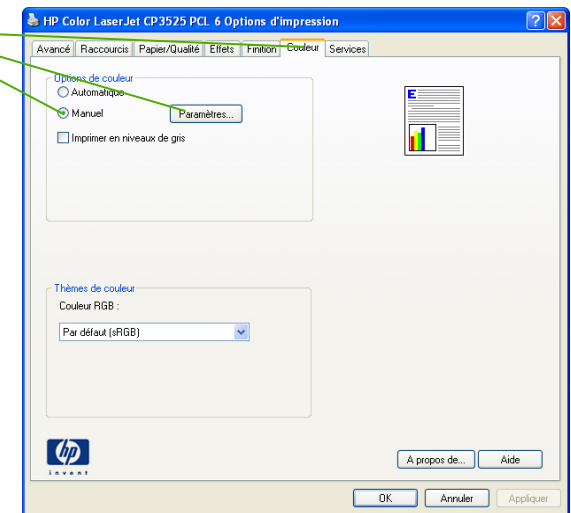 HP Color LaserJet CP3525 PCL 6 Options d'impression
Avancé Raccourcis Papier/Qualité Effets Finition Couleur Services
Options de couleur
Automatique
Manuel Paramètres...
Imprimer en niveaux de gris
E
Thèmes de couleur
Couleur RGB :
Par défaut (sRGB)
hp
invent
A propos de... Aide
OK Annuler Appliquer